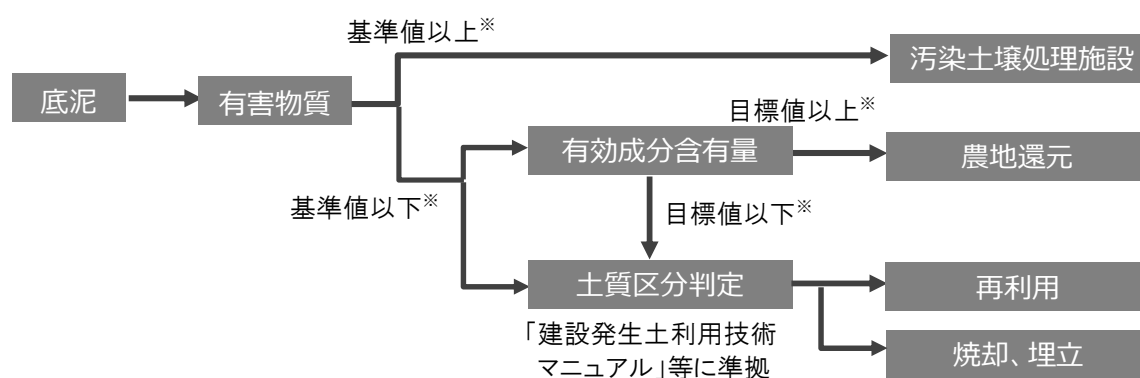 基準値以上※
汚染土壌処理施設
底泥
有害物質
目標値以上※
有効成分含有量
農地還元
基準値以下※
目標値以下※
土質区分判定
再利用
「建設発生土利用技術
マニュアル」等に準拠
焼却、埋立